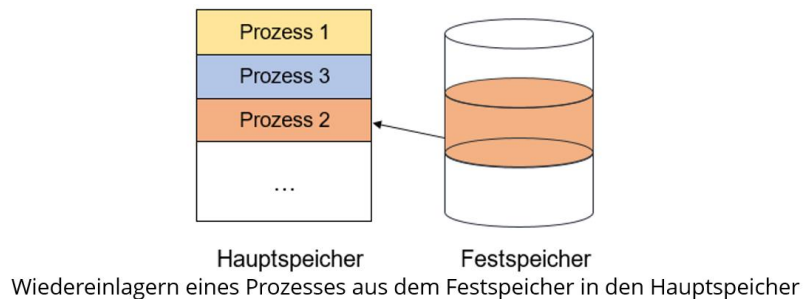 Prozess 1
Prozess 3
Prozess 2
...
Hauptspeicher
Festspeicher
Wiedereinlagern eines Prozesses aus dem Festspeicher in den Hauptspeicher